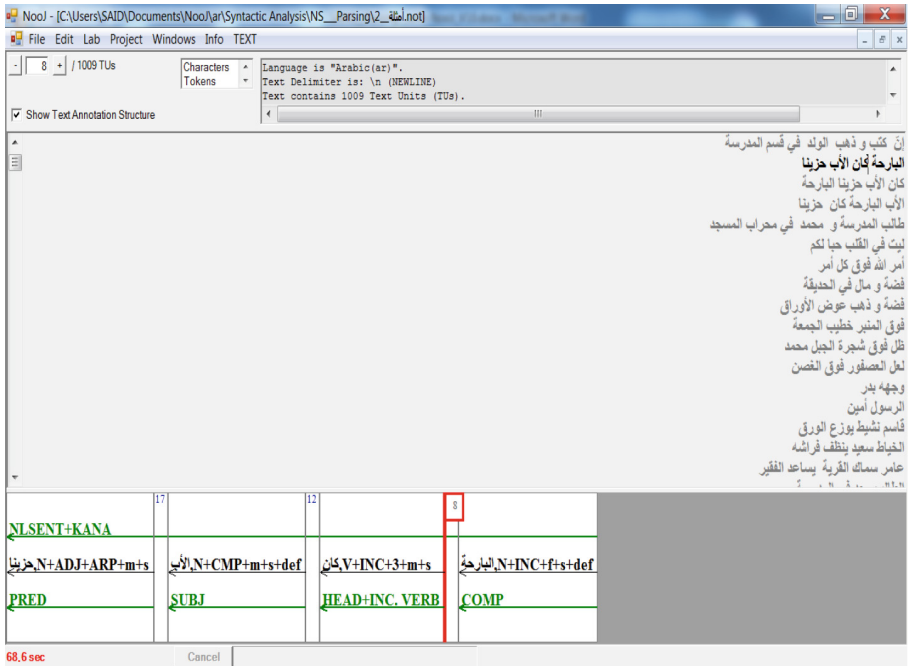 NooJ - [C:\Users\SAID\Documents\NooJ\ar\Syntactic Analysis\NS__Parsing\2_أمثلة.not]
File Edit Lab Project Windows Info TEXT
- 8 + / 1009 TUs
Characters
Tokens
Language is "Arabic(ar)".
Text Delimiter is: \n (NEWLINE)
Text contains 1009 Text Units (TUs).
Show Text Annotation Structure
إنّ كتب و ذهب الولد في قسم المدرسة
البارحة كان الأب حزينا
كان الأب حزينا البارحة
الأب البارحة كان حزينا
طالب المدرسة و محمد في محراب المسجد
ليت في القلب حبا لكم
أمر الله فوق كل أمر
فضة و مال في الحديقة
فضة و ذهب عوض الأوراق
فوق المنبر خطيب الجمعة
ظل فوق شجرة الجبل محمد
لعل العصفور فوق الغصن
وجهه بدر
الرسول أمين
قاسم نشيط يوزع الورق
الخياط سعيد ينظف فراشه
عامر سماك القرية يساعد الفقير
17 12 8
NLSENT+KANA
حزينا,N+ADJ+ARP+m+s الأب,N+CMP+m+s+def كان,V+INC+3+m+s البارحة,N+INC+f+s+def
PRED SUBJ HEAD+INC. VERB COMP
68,6 sec Cancel